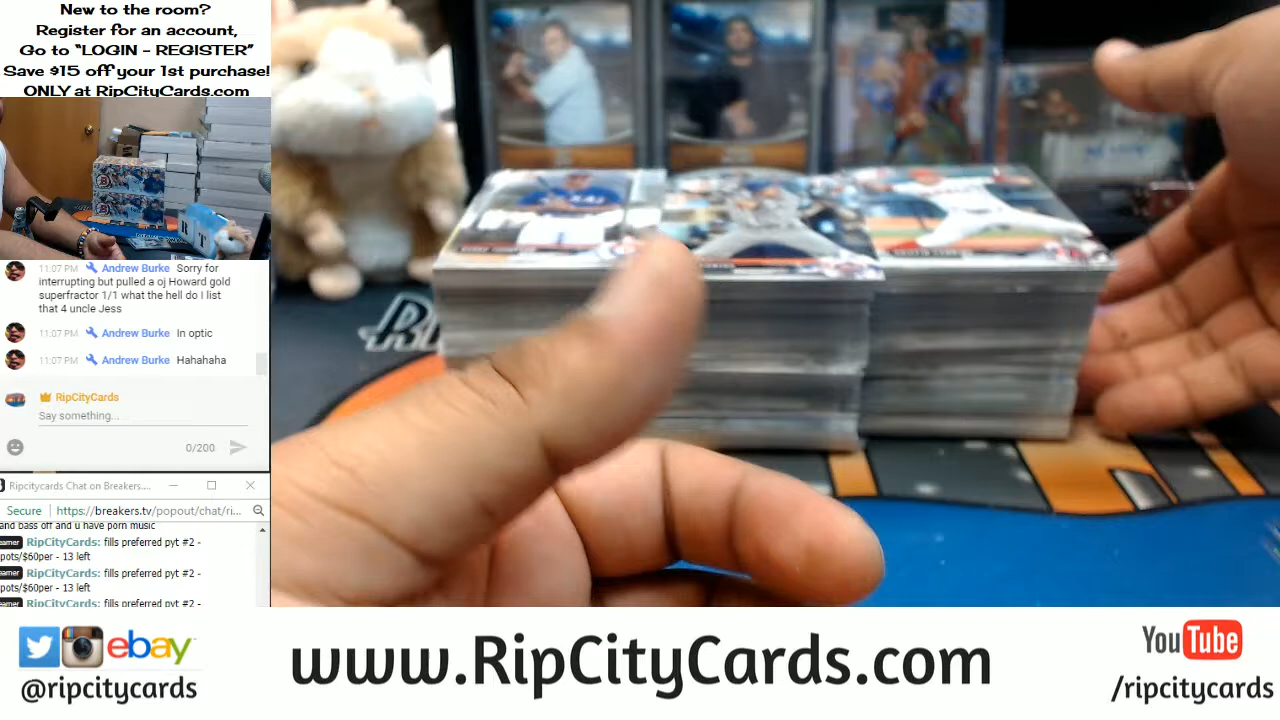 New to the room?
Register for an account,
Go to “LOGIN - REGISTER”
Save $15 off your 1st purchase!
ONLY at RipCityCards.com
11:07 PM Andrew Burke Sorry for
interrupting but pulled a oj Howard gold
superfractor 1/1 what the hell do I list
that 4 uncle Jess
11:07 PM Andrew Burke In optic
11:07 PM Andrew Burke Hahahaha
RipCityCards
Say something...
0/200
Ripcitycards Chat on Breakers....
Secure https://breakers.tv/popout/chat/ri...
and bass off and u have porn music
RipCityCards: fills preferred pyt #2 -
pots/$60per - 13 left
RipCityCards: fills preferred pyt #2 -
pots/$60per - 13 left
RipCityCards: fills preferred pyt #2 -
ebay
@ripcitycards
www.RipCityCards.com
YouTube
/ripcitycards